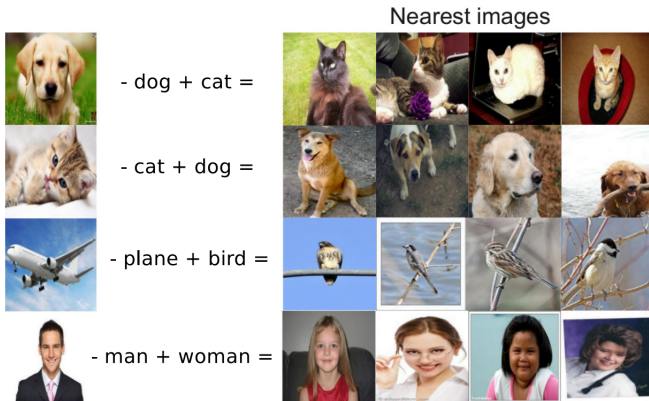 Nearest images
- dog + cat =
- cat + dog =
- plane + bird =
- man + woman =